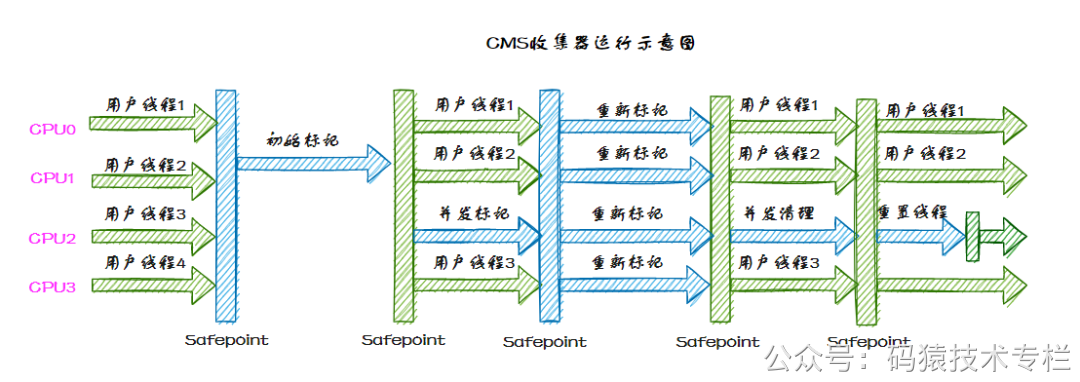 CMS收集器运行示意图
用户线程1
用户线程1
重新标记
用户线程1
用户线程1
CPU0
初始标记
用户线程2
用户线程2
重新标记
用户线程2
用户线程2
CPU1
用户线程3
并发标记
重新标记
并发清理
重置线程
CPU2
用户线程4
用户线程3
重新标记
用户线程3
CPU3
Safepoint
Safepoint
Safepoint
Safepoint
Safepoint
公众号：码猿技术专栏